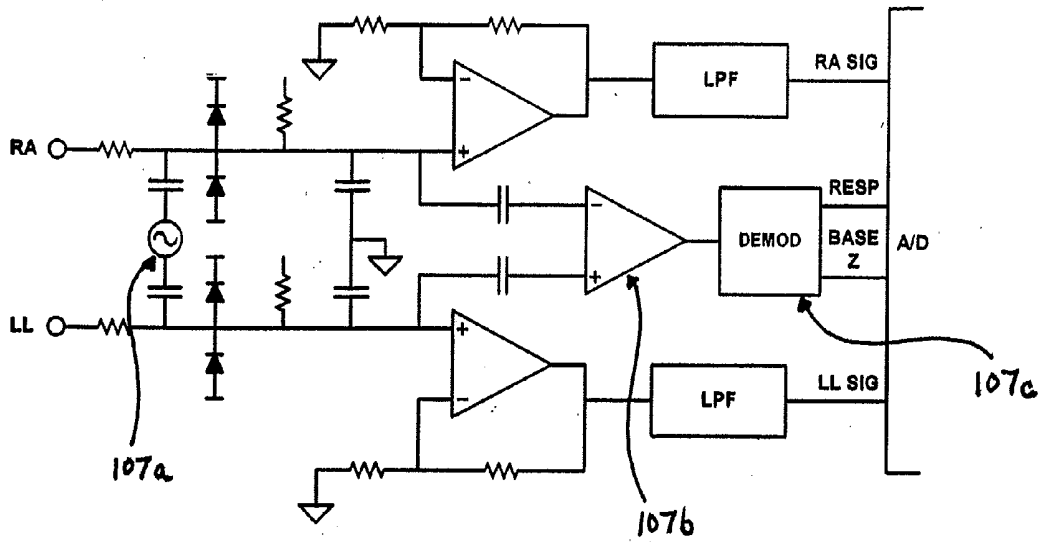 LPF
RA SIG
RA
RESP
DEMOD
BASE
Z
A/D
LL
LPF
LL SIG
107a
107b
107c